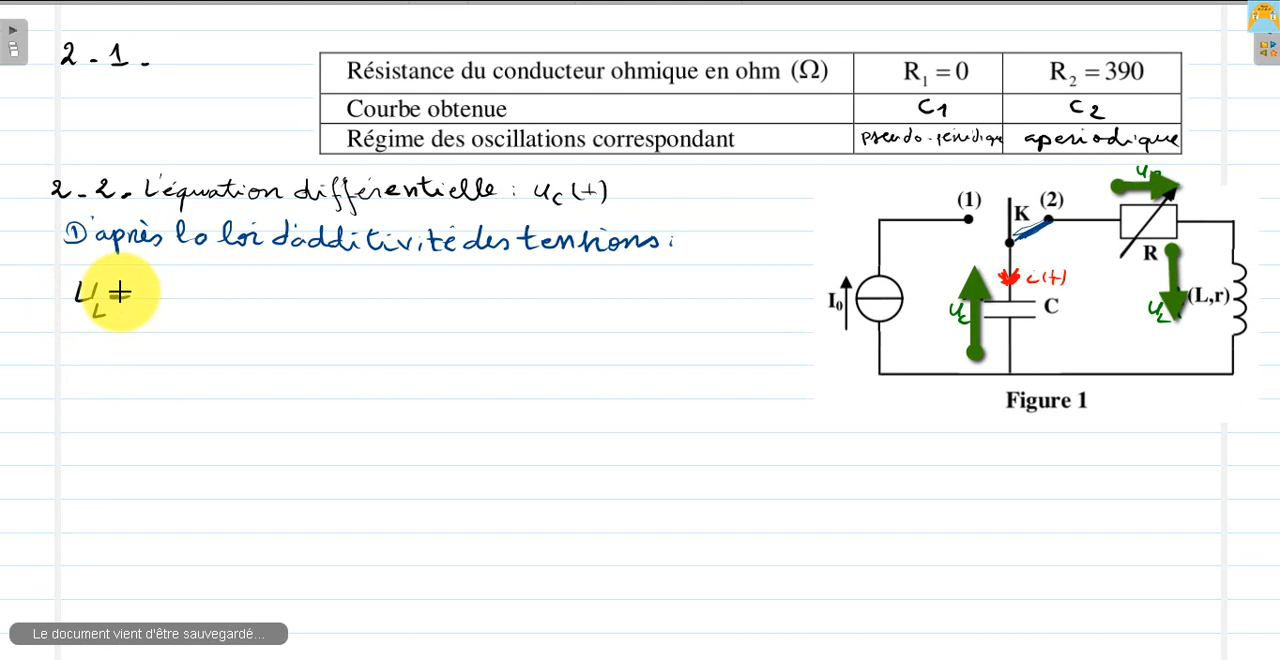 2-1.
Résistance du conducteur ohmique en ohm (Ω) R₁ = 0 R₂ = 390
Courbe obtenue C1 C2
Régime des oscillations correspondant pseudo-périodique aperiodique
2-2. L'équation différentielle : uc(t)
① D'après la loi d'additivité des tensions :
UL +
(1) K (2)
R
i(t)
I₀ uc C uL (L,r)
Figure 1
Le document vient d'être sauvegardé...